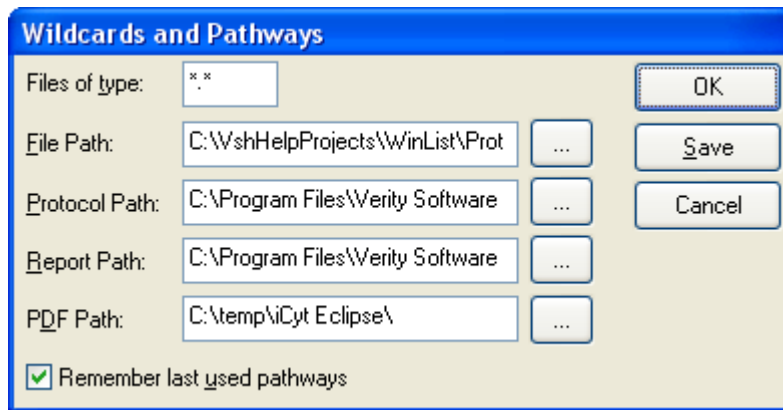 Wildcards and Pathways
Files of type: *.* OK
File Path: C:\VshHelpProjects\WinList\Prot ... Save
Protocol Path: C:\Program Files\Verity Software ... Cancel
Report Path: C:\Program Files\Verity Software ...
PDF Path: C:\temp\iCyt Eclipse\ ...
Remember last used pathways